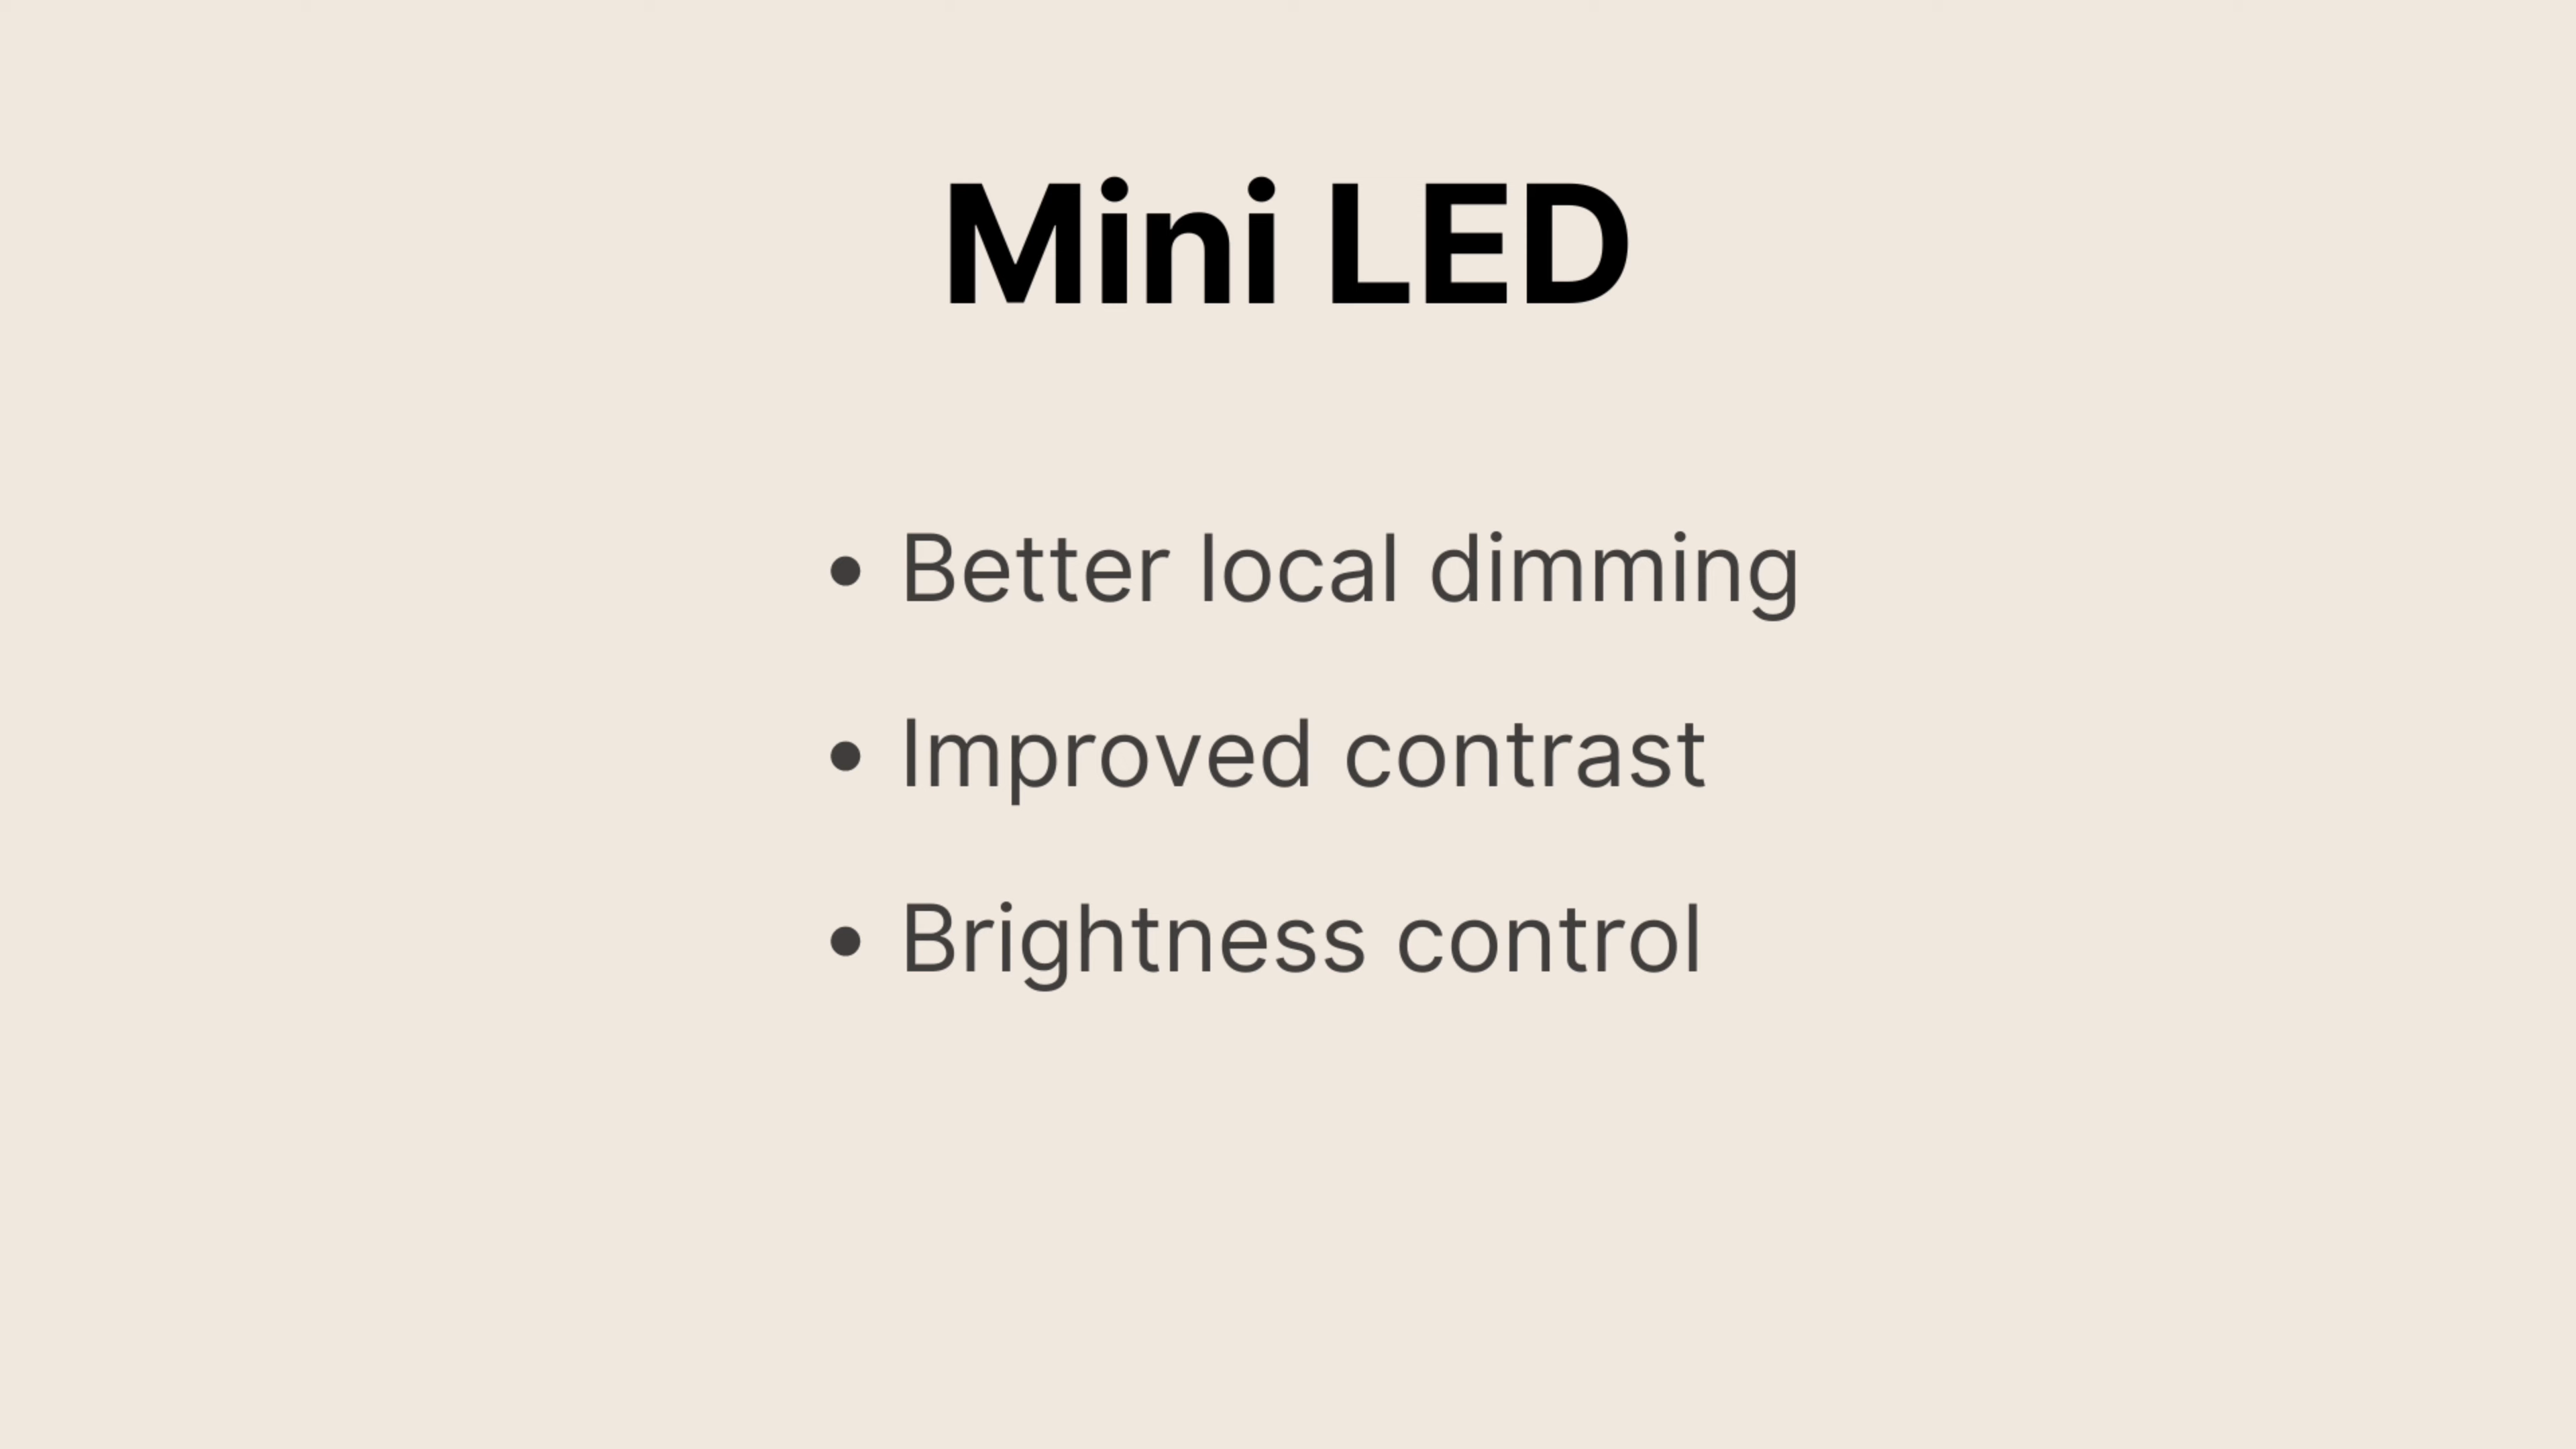 Mini LED
• Better local dimming
• Improved contrast
• Brightness control